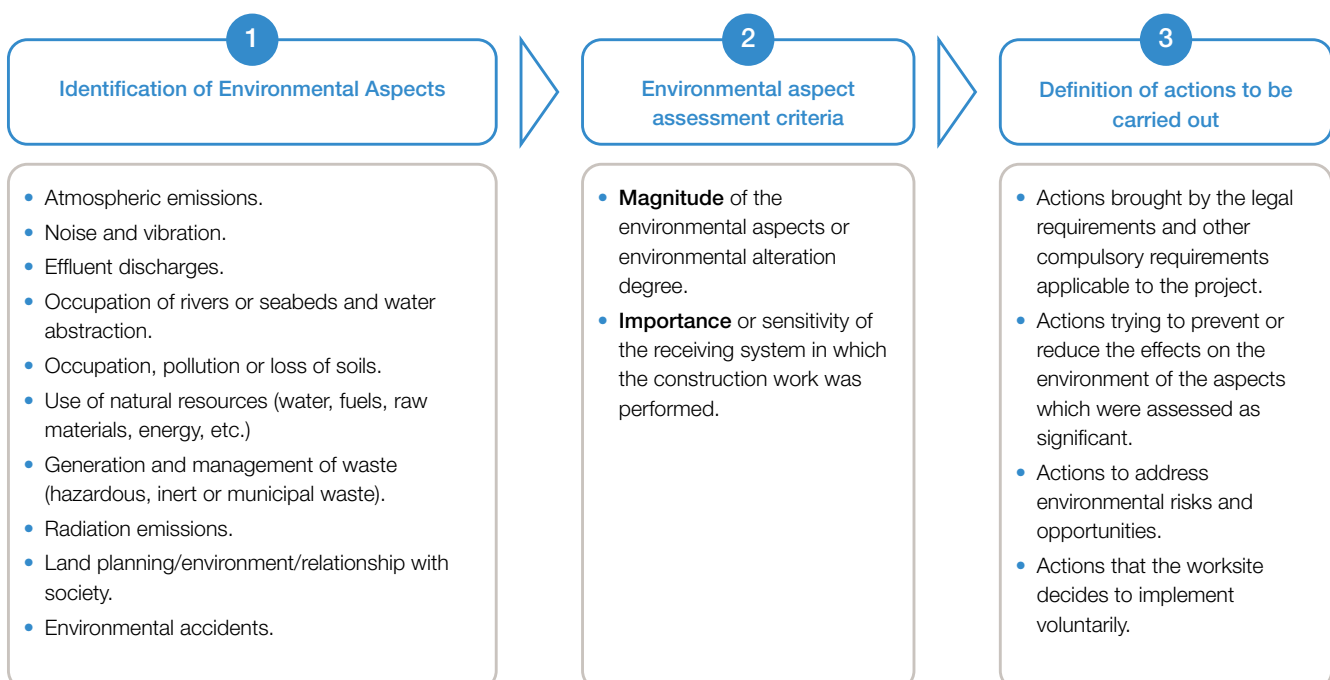 1
Identification of Environmental Aspects
• Atmospheric emissions.
• Noise and vibration.
• Effluent discharges.
• Occupation of rivers or seabeds and water
abstraction.
• Occupation, pollution or loss of soils.
• Use of natural resources (water, fuels, raw
materials, energy, etc.)
• Generation and management of waste
(hazardous, inert or municipal waste).
• Radiation emissions.
• Land planning/environment/relationship with
society.
• Environmental accidents.
2
Environmental aspect
assessment criteria
• Magnitude of the
environmental aspects or
environmental alteration
degree.
• Importance or sensitivity of
the receiving system in which
the construction work was
performed.
3
Definition of actions to be
carried out
• Actions brought by the legal
requirements and other
compulsory requirements
applicable to the project.
• Actions trying to prevent or
reduce the effects on the
environment of the aspects
which were assessed as
significant.
• Actions to address
environmental risks and
opportunities.
• Actions that the worksite
decides to implement
voluntarily.